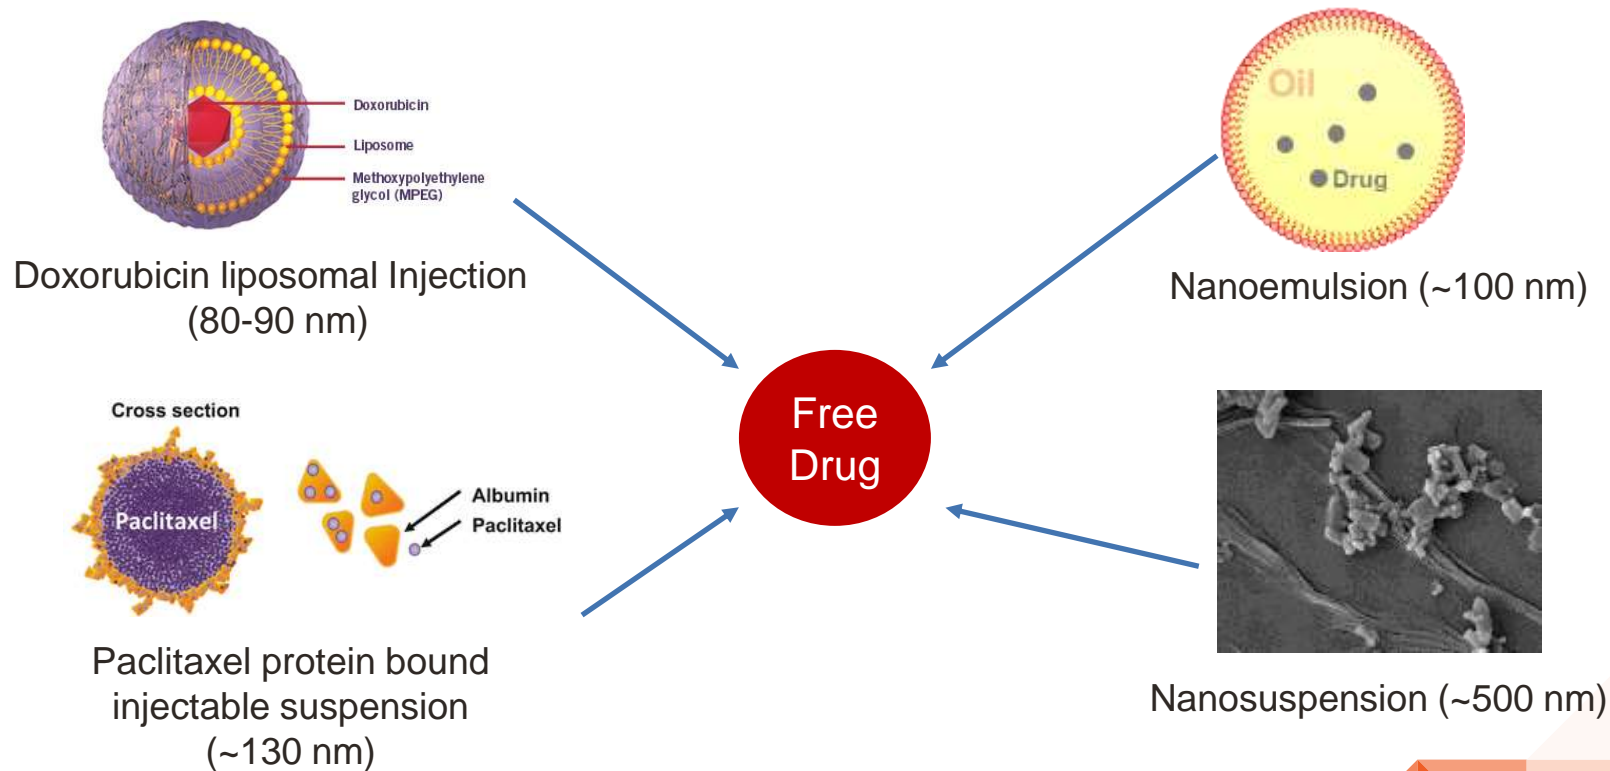 Doxorubicin
Liposome
Methoxypolyethylene
glycol (MPEG)
Doxorubicin liposomal Injection
(80-90 nm)
Oil
Drug
Nanoemulsion (~100 nm)
Free
Drug
Cross section
Paclitaxel
Albumin
Paclitaxel
Paclitaxel protein bound
injectable suspension
(~130 nm)
Nanosuspension (~500 nm)